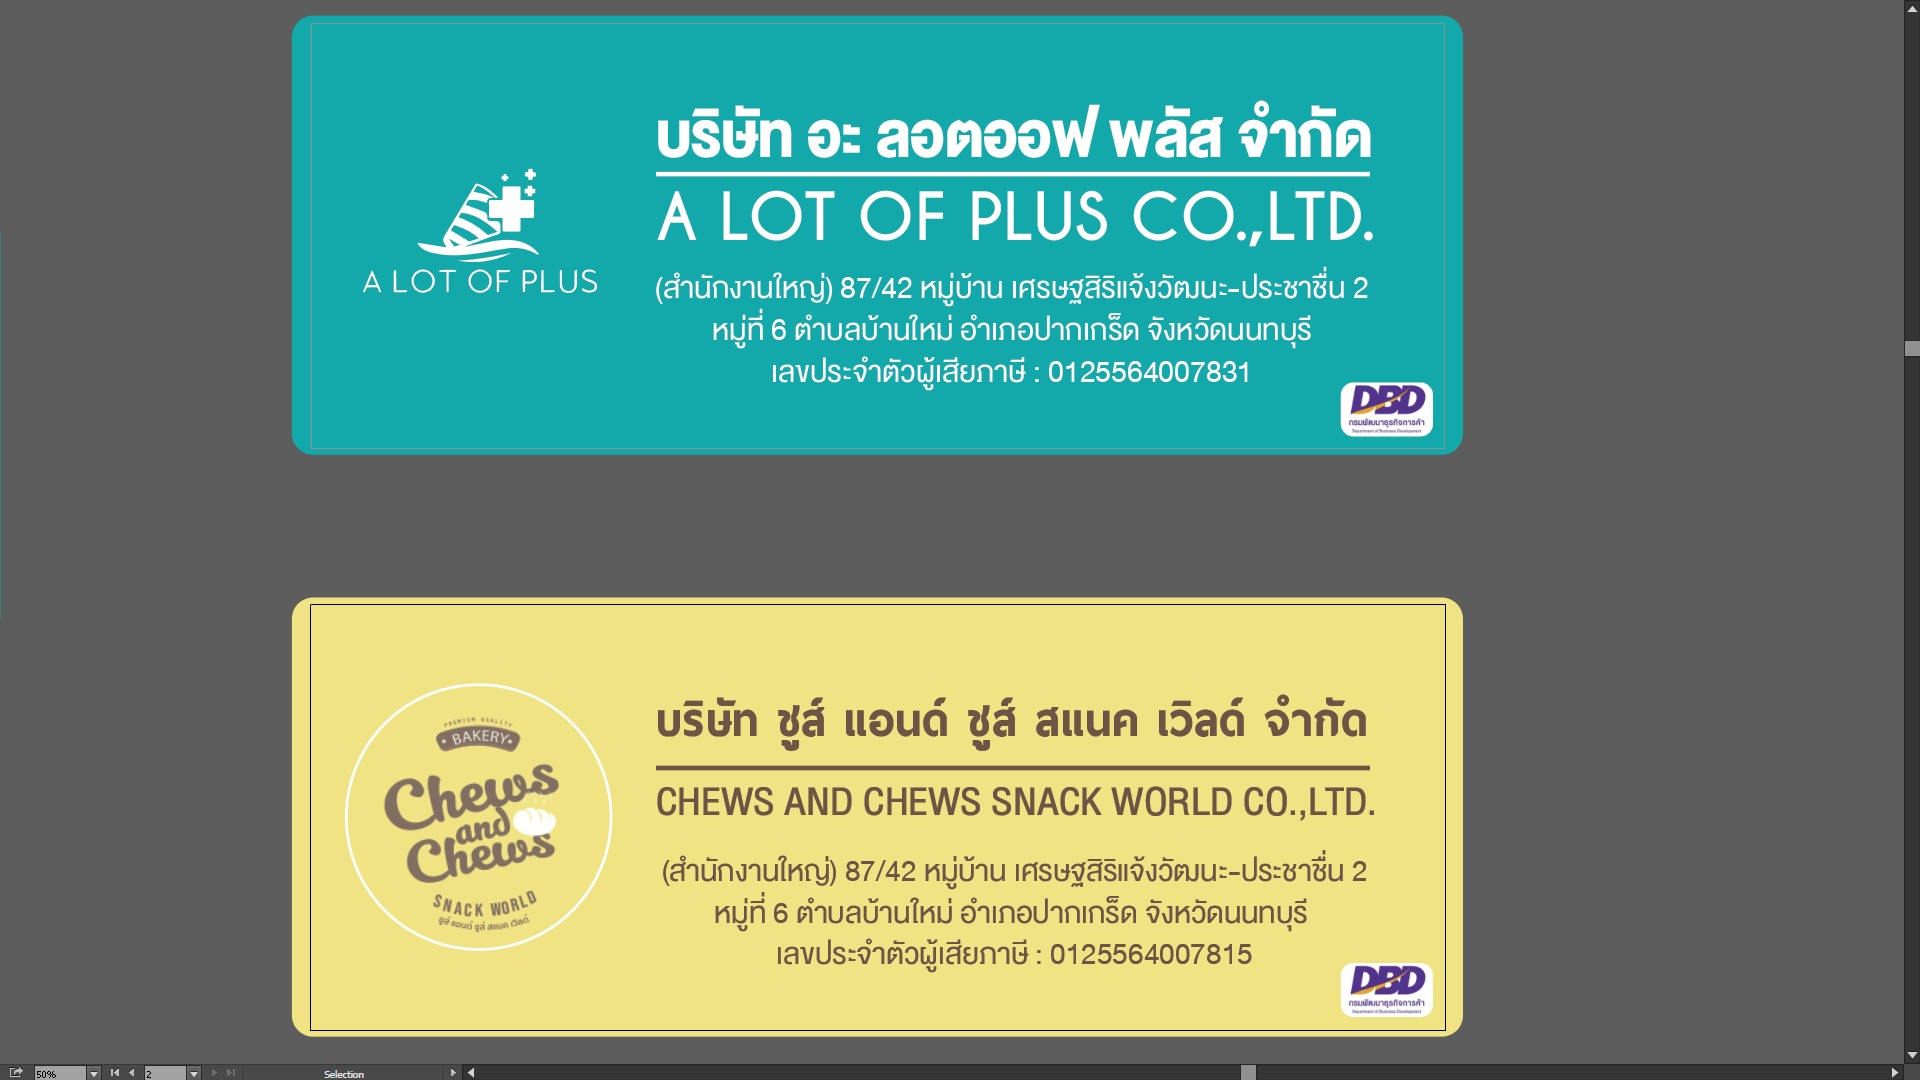 บริษัท อะ ลอตออฟ พลัส จำกัด
A LOT OF PLUS CO.,LTD.
A LOT OF PLUS
(สำนักงานใหญ่) 87/42 หมู่บ้าน เศรษฐสิริแจ้งวัฒนะ-ประชาชื่น 2
หมู่ที่ 6 ตำบลบ้านใหม่ อำเภอปากเกร็ด จังหวัดนนทบุรี
เลขประจำตัวผู้เสียภาษี : 0125564007831
DBD
กรมพัฒนาธุรกิจการค้า
Department of Business Development
PREMIUM QUALITY
BAKERY
Chews
and
Chews
SNACK WORLD
ชูส์ แอนด์ ชูส์ สแนค เวิลด์
บริษัท ชูส์ แอนด์ ชูส์ สแนค เวิลด์ จำกัด
CHEWS AND CHEWS SNACK WORLD CO.,LTD.
(สำนักงานใหญ่) 87/42 หมู่บ้าน เศรษฐสิริแจ้งวัฒนะ-ประชาชื่น 2
หมู่ที่ 6 ตำบลบ้านใหม่ อำเภอปากเกร็ด จังหวัดนนทบุรี
เลขประจำตัวผู้เสียภาษี : 0125564007815
DBD
กรมพัฒนาธุรกิจการค้า
Department of Business Development
50% 2 Selection